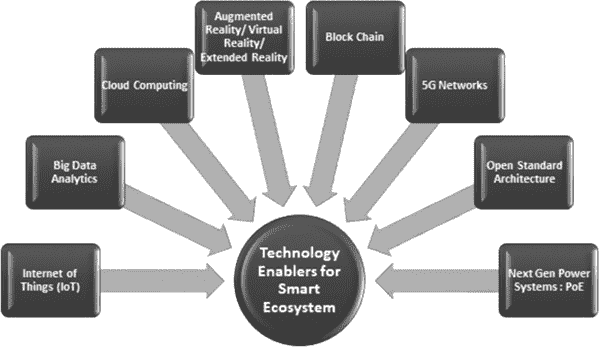 Augmented
Reality/ Virtual
Reality/
Extended Reality
Block Chain
Cloud Computing
5G Networks
Big Data
Analytics
Open Standard
Architecture
Internet of
Things (IoT)
Technology
Enablers for
Smart
Ecosystem
Next Gen Power
Systems : PoE